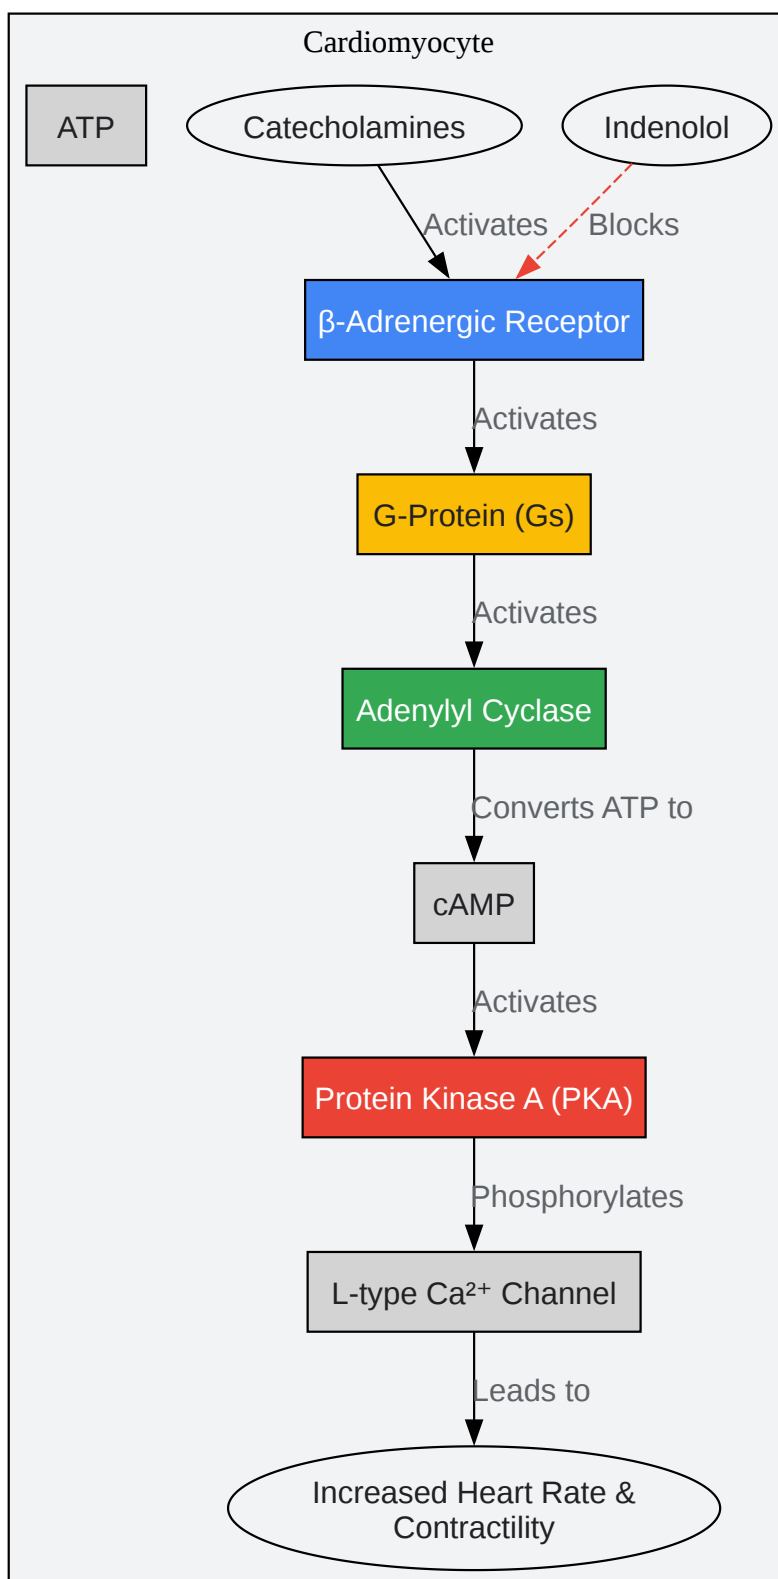 Cardiomyocyte
ATP
Catecholamines
Indenolol
Activates
Blocks
β-Adrenergic Receptor
Activates
G-Protein (Gs)
Activates
Adenylyl Cyclase
Converts ATP to
cAMP
Activates
Protein Kinase A (PKA)
Phosphorylates
L-type Ca²⁺ Channel
Leads to
Increased Heart Rate &
Contractility